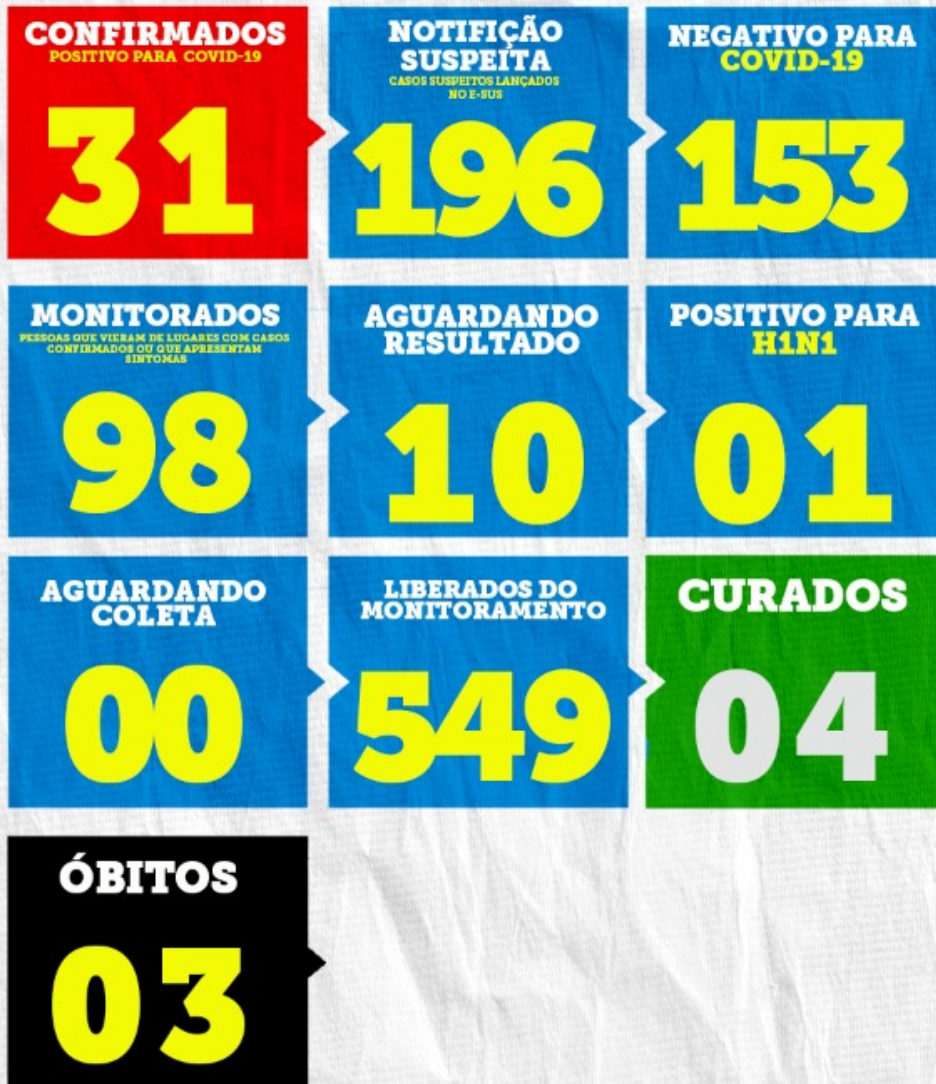 CONFIRMADOS
POSITIVO PARA COVID-19
31
NOTIFIÇÃO
SUSPEITA
CASOS SUSPEITOS LANÇADOS
NO E-SUS
196
NEGATIVO PARA
COVID-19
153
MONITORADOS
PESSOAS QUE VIERAM DE LUGARES COM CASOS
CONFIRMADOS OU QUE APRESENTAM
SINTOMAS
98
AGUARDANDO
RESULTADO
10
POSITIVO PARA
H1N1
01
AGUARDANDO
COLETA
00
LIBERADOS DO
MONITORAMENTO
549
CURADOS
04
ÓBITOS
03